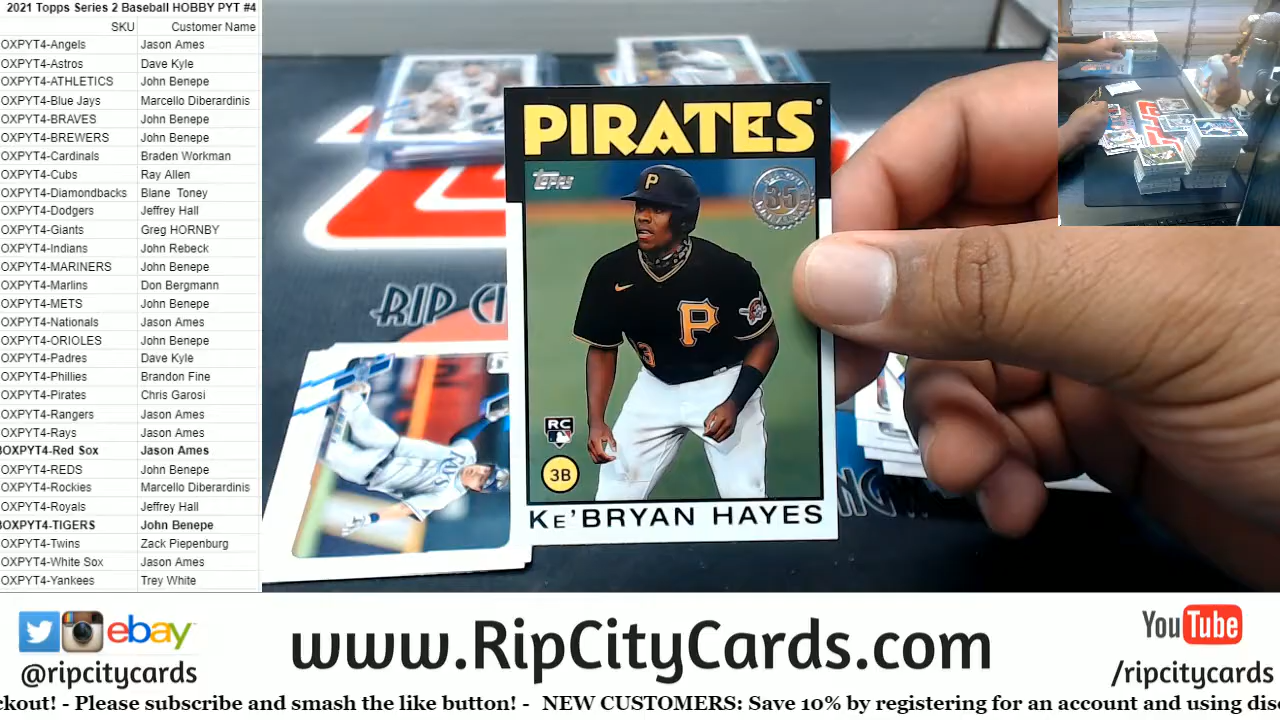 2021 Topps Series 2 Baseball HOBBY PYT #4
SKU Customer Name
OXPYT4-Angels Jason Ames
OXPYT4-Astros Dave Kyle
OXPYT4-ATHLETICS John Benepe
OXPYT4-Blue Jays Marcello Diberardinis
OXPYT4-BRAVES John Benepe
OXPYT4-BREWERS John Benepe
OXPYT4-Cardinals Braden Workman
OXPYT4-Cubs Ray Allen
OXPYT4-Diamondbacks Blane Toney
OXPYT4-Dodgers Jeffrey Hall
OXPYT4-Giants Greg HORNBY
OXPYT4-Indians John Rebeck
OXPYT4-MARINERS John Benepe
OXPYT4-Marlins Don Bergmann
OXPYT4-METS John Benepe
OXPYT4-Nationals Jason Ames
OXPYT4-ORIOLES John Benepe
OXPYT4-Padres Dave Kyle
OXPYT4-Phillies Brandon Fine
OXPYT4-Pirates Chris Garosi
OXPYT4-Rangers Jason Ames
OXPYT4-Rays Jason Ames
BOXPYT4-Red Sox Jason Ames
OXPYT4-REDS John Benepe
OXPYT4-Rockies Marcello Diberardinis
OXPYT4-Royals Jeffrey Hall
BOXPYT4-TIGERS John Benepe
OXPYT4-Twins Zack Piepenburg
OXPYT4-White Sox Jason Ames
OXPYT4-Yankees Trey White
PIRATES
Topps
35
P
P
3
RC
3B
KE'BRYAN HAYES
RIP CI
ebay
@ripcitycards
www.RipCityCards.com
YouTube
/ripcitycards
ckout! - Please subscribe and smash the like button! - NEW CUSTOMERS: Save 10% by registering for an account and using disc